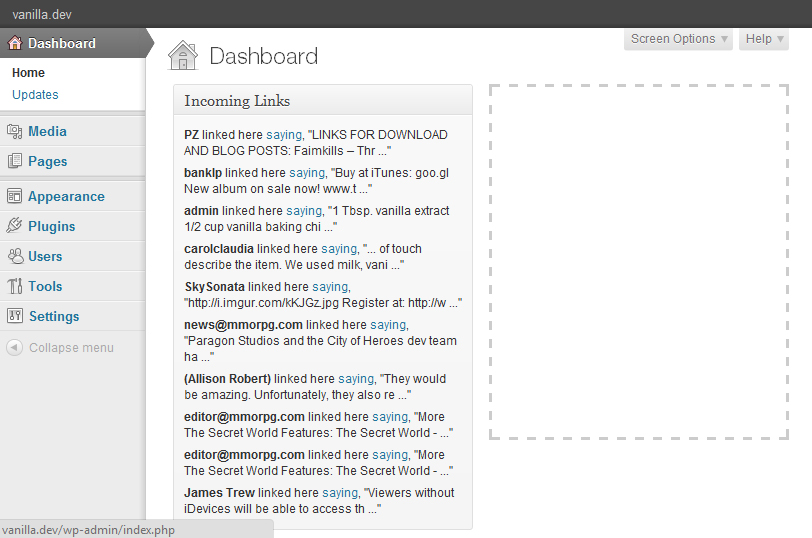 vanilla.dev
Screen Options
Help
Dashboard
Home
Updates
Media
Pages
Appearance
Plugins
Users
Tools
Settings
Collapse menu
Dashboard
Incoming Links
PZ linked here saying, "LINKS FOR DOWNLOAD
AND BLOG POSTS: Faimkills – Thr ..."
banklp linked here saying, "Buy at iTunes: goo.gl
New album on sale now! www.t ..."
admin linked here saying, "1 Tbsp. vanilla extract
1/2 cup vanilla baking chi ..."
carolclaudia linked here saying, "... of touch
describe the item. We used milk, vani ..."
SkySonata linked here saying,
"http://i.imgur.com/kKJGz.jpg Register at: http://w ..."
news@mmorpg.com linked here saying,
"Paragon Studios and the City of Heroes dev team
ha ..."
(Allison Robert) linked here saying, "They would
be amazing. Unfortunately, they also re ..."
editor@mmorpg.com linked here saying, "More
The Secret World Features: The Secret World - ..."
editor@mmorpg.com linked here saying, "More
The Secret World Features: The Secret World - ..."
James Trew linked here saying, "Viewers without
iDevices will be able to access th ..."
vanilla.dev/wp-admin/index.php